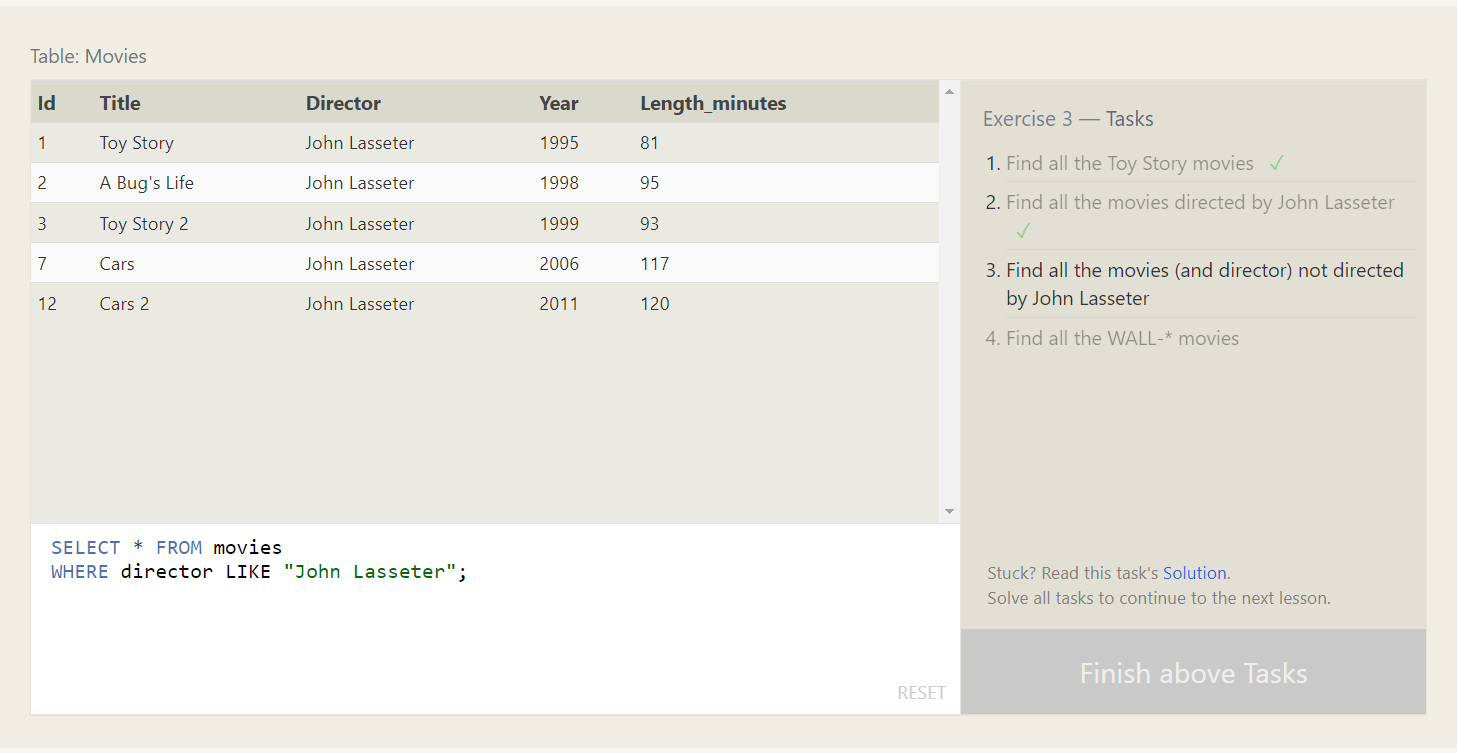 Table: Movies
Id Title Director Year Length_minutes
1 Toy Story John Lasseter 1995 81
2 A Bug's Life John Lasseter 1998 95
3 Toy Story 2 John Lasseter 1999 93
7 Cars John Lasseter 2006 117
12 Cars 2 John Lasseter 2011 120
SELECT * FROM movies
WHERE director LIKE "John Lasseter";
RESET
Exercise 3 — Tasks
1. Find all the Toy Story movies ✓
2. Find all the movies directed by John Lasseter
✓
3. Find all the movies (and director) not directed
by John Lasseter
4. Find all the WALL-* movies
Stuck? Read this task's Solution.
Solve all tasks to continue to the next lesson.
Finish above Tasks